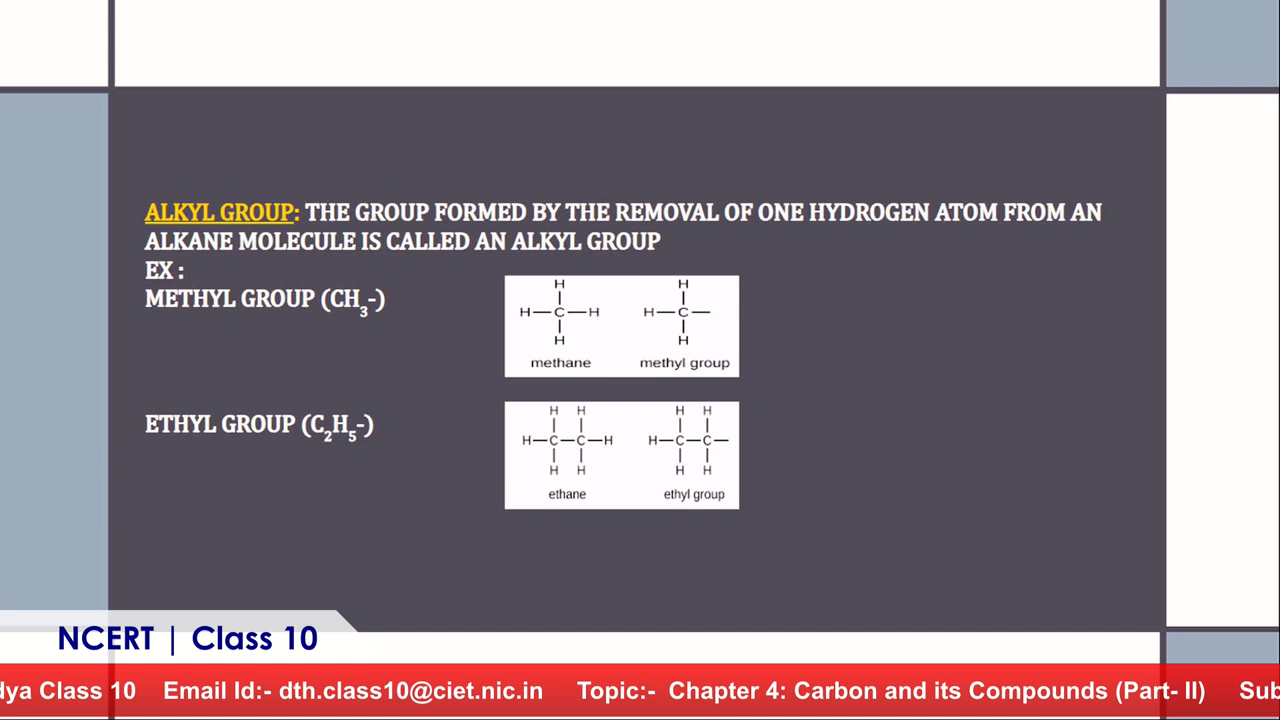 ALKYL GROUP: THE GROUP FORMED BY THE REMOVAL OF ONE HYDROGEN ATOM FROM AN
ALKANE MOLECULE IS CALLED AN ALKYL GROUP
EX :
METHYL GROUP (CH3-)
H H
H—C—H H—C—
H H
methane methyl group
ETHYL GROUP (C2H5-)
H H H H
H—C—C—H H—C—C—
H H H H
ethane ethyl group
NCERT | Class 10
dya Class 10 Email Id:- dth.class10@ciet.nic.in Topic:- Chapter 4: Carbon and its Compounds (Part- II) Sub